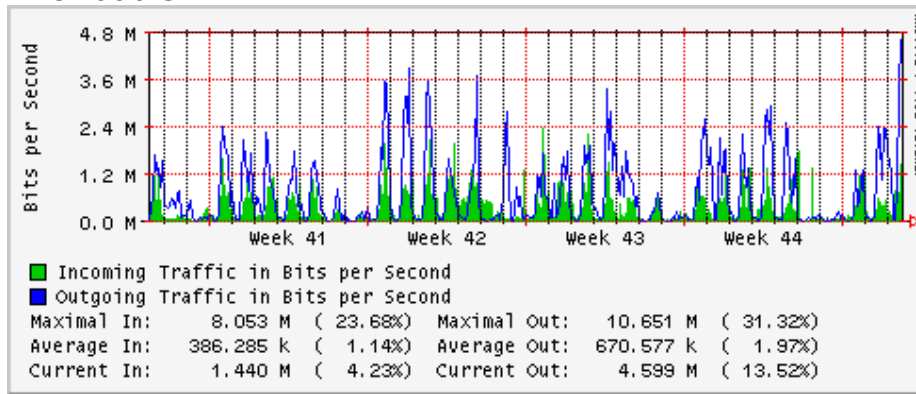 4.8 M
3.6 M
2.4 M
1.2 M
0.0 M
Bits per Second
Week 41 Week 42 Week 43 Week 44
Incoming Traffic in Bits per Second
Outgoing Traffic in Bits per Second
Maximal In: 8.053 M ( 23.68%) Maximal Out: 10.651 M ( 31.32%)
Average In: 386.285 k ( 1.14%) Average Out: 670.577 k ( 1.97%)
Current In: 1.440 M ( 4.23%) Current Out: 4.599 M ( 13.52%)